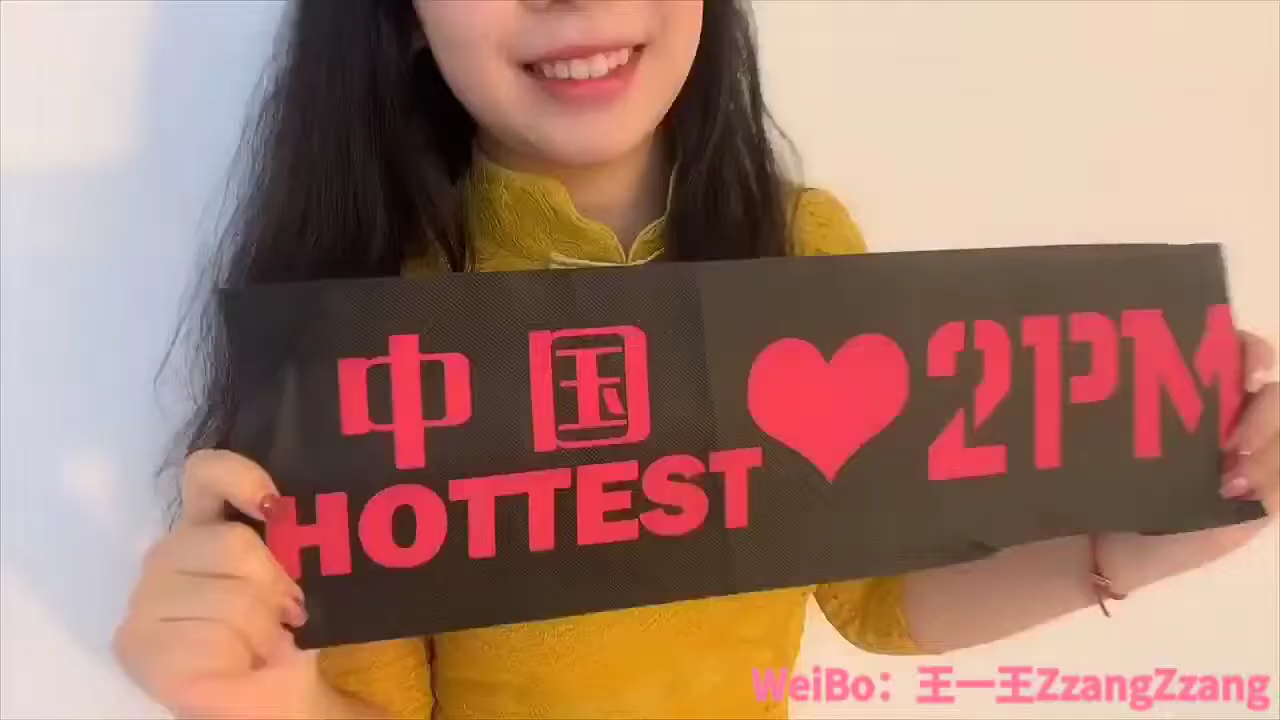 中国
HOTTEST
♥2PM
WeiBo：王一王ZzangZzang